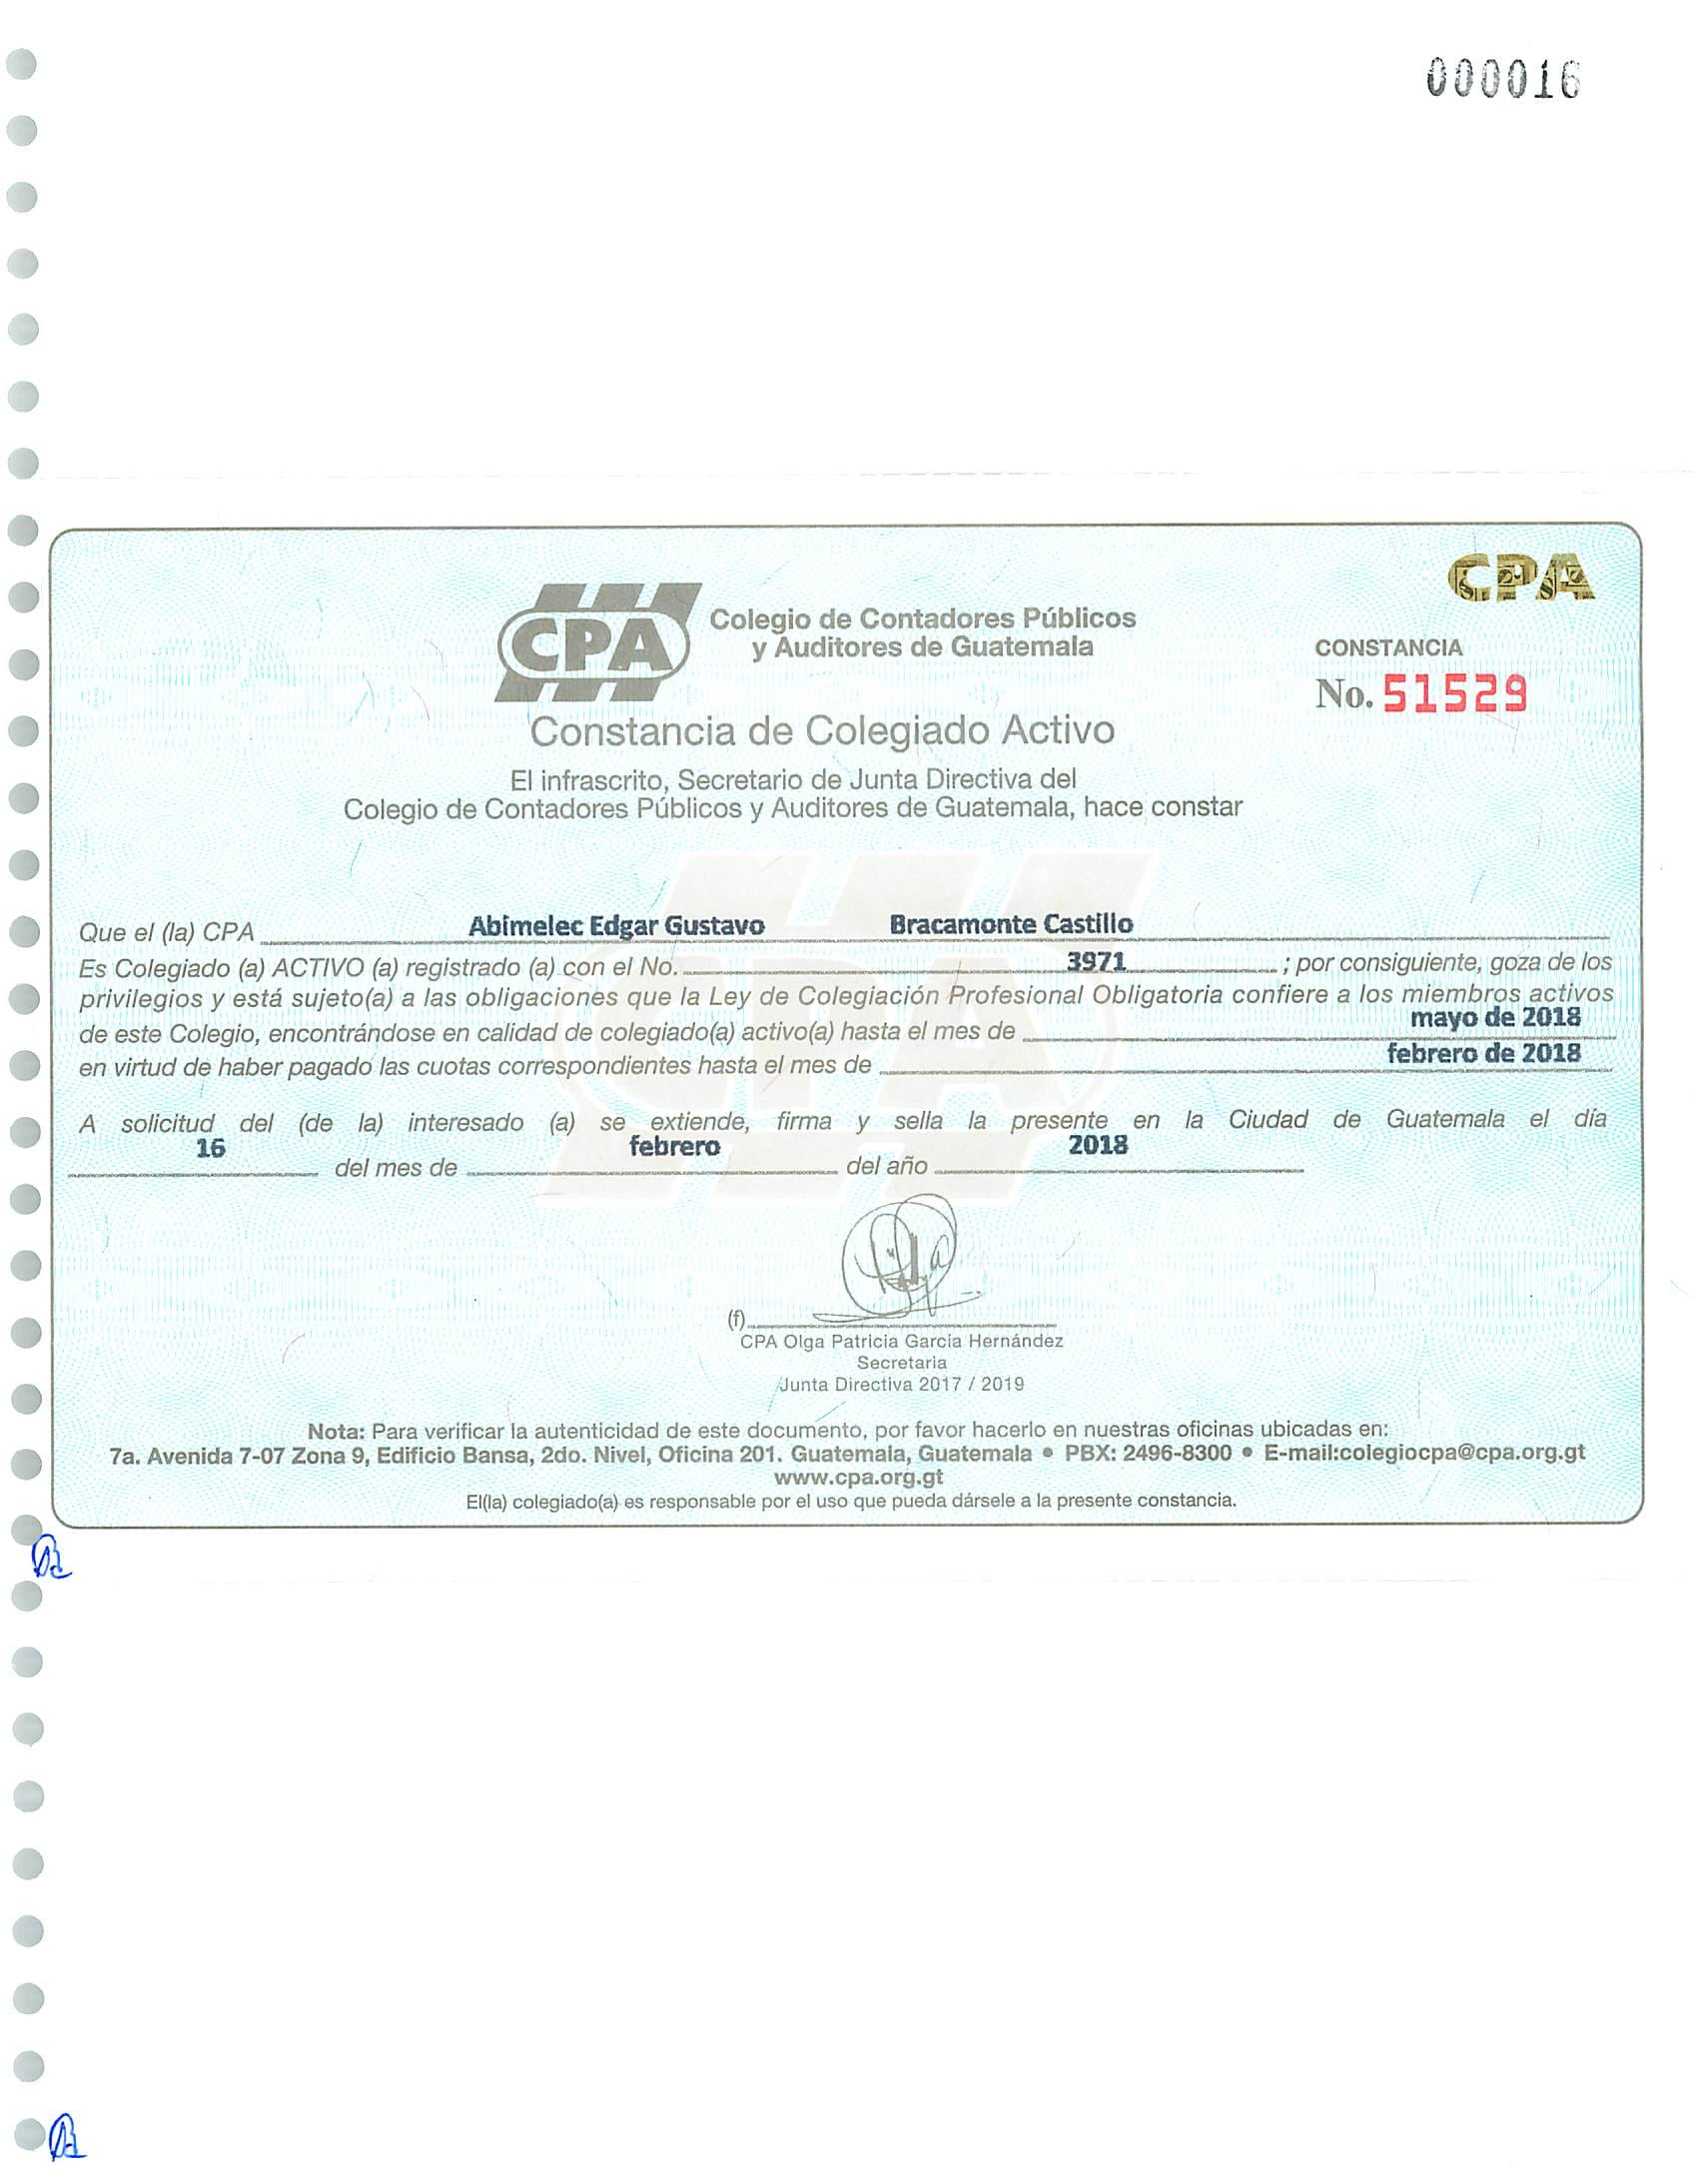 000016
CPA
CPA
Colegio de Contadores Públicos
y Auditores de Guatemala
CONSTANCIA
No. 51529
Constancia de Colegiado Activo
El infrascrito, Secretario de Junta Directiva del
Colegio de Contadores Públicos y Auditores de Guatemala, hace constar
Que el (la) CPA Abimelec Edgar Gustavo Bracamonte Castillo
Es Colegiado (a) ACTIVO (a) registrado (a) con el No. 3971 ; por consiguiente, goza de los
privilegios y está sujeto(a) a las obligaciones que la Ley de Colegiación Profesional Obligatoria confiere a los miembros activos
de este Colegio, encontrándose en calidad de colegiado(a) activo(a) hasta el mes de mayo de 2018
en virtud de haber pagado las cuotas correspondientes hasta el mes de febrero de 2018
A solicitud del (de la) interesado (a) se extiende, firma y sella la presente en la Ciudad de Guatemala el día
16 del mes de febrero del año 2018
(f)
CPA Olga Patricia García Hernández
Secretaria
Junta Directiva 2017 / 2019
Nota: Para verificar la autenticidad de este documento, por favor hacerlo en nuestras oficinas ubicadas en:
7a. Avenida 7-07 Zona 9, Edificio Bansa, 2do. Nivel, Oficina 201. Guatemala, Guatemala • PBX: 2496-8300 • E-mail:colegiocpa@cpa.org.gt
www.cpa.org.gt
El(la) colegiado(a) es responsable por el uso que pueda dársele a la presente constancia.